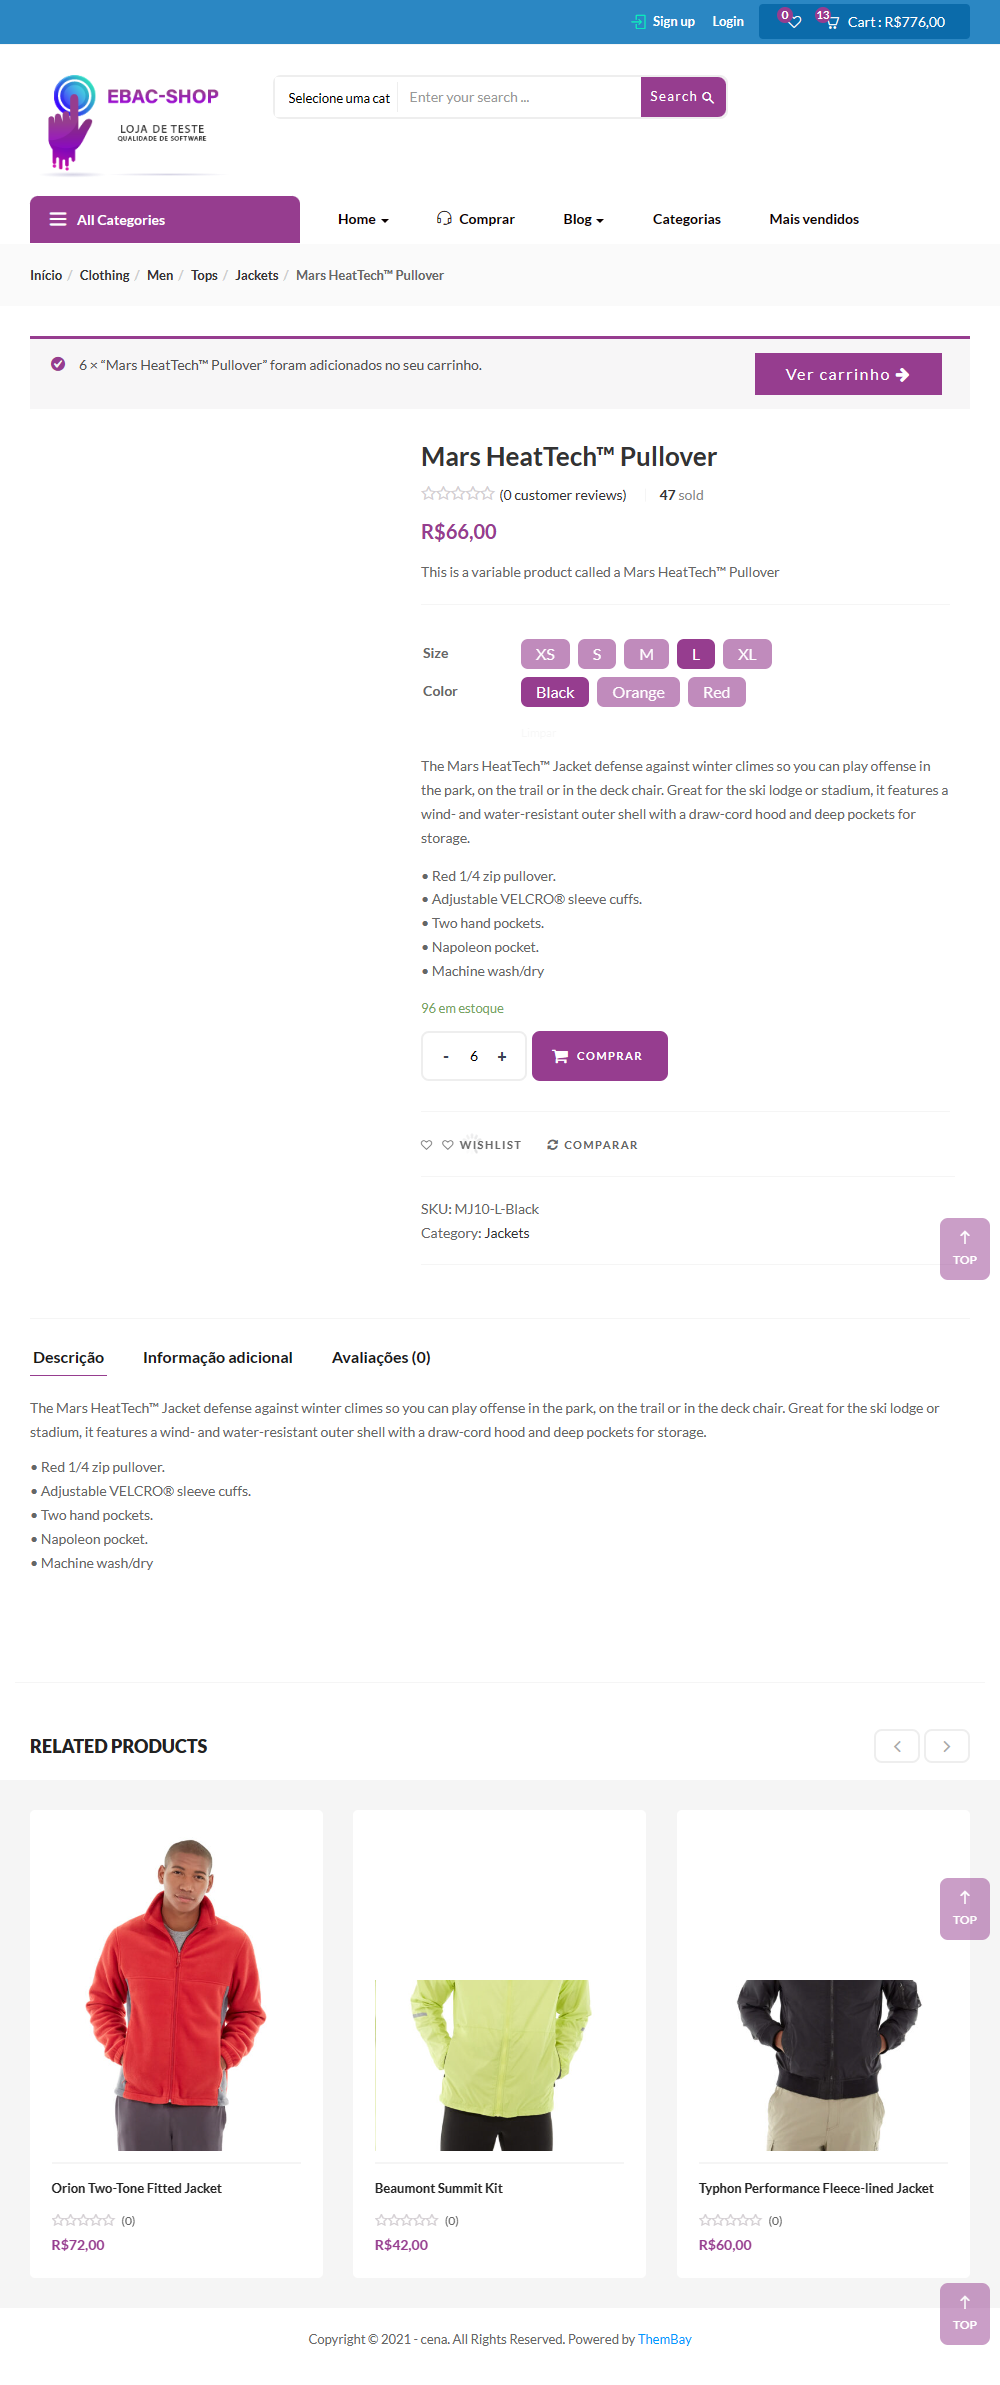 Sign up
Login
0
13
Cart : R$776,00
EBAC-SHOP
LOJA DE TESTE
QUALIDADE DE SOFTWARE
Selecione uma cat
Enter your search ...
Search
All Categories
Home
Comprar
Blog
Categorias
Mais vendidos
Início / Clothing / Men / Tops / Jackets / Mars HeatTech™ Pullover
6 × “Mars HeatTech™ Pullover” foram adicionados no seu carrinho.
Ver carrinho
Mars HeatTech™ Pullover
(0 customer reviews)
47 sold
R$66,00
This is a variable product called a Mars HeatTech™ Pullover
Size
XS
S
M
L
XL
Color
Black
Orange
Red
Limpar
The Mars HeatTech™ Jacket defense against winter climes so you can play offense in
the park, on the trail or in the deck chair. Great for the ski lodge or stadium, it features a
wind- and water-resistant outer shell with a draw-cord hood and deep pockets for
storage.
• Red 1/4 zip pullover.
• Adjustable VELCRO® sleeve cuffs.
• Two hand pockets.
• Napoleon pocket.
• Machine wash/dry
96 em estoque
- 6 +
COMPRAR
WISHLIST
COMPARAR
SKU: MJ10-L-Black
Category: Jackets
TOP
Descrição
Informação adicional
Avaliações (0)
The Mars HeatTech™ Jacket defense against winter climes so you can play offense in the park, on the trail or in the deck chair. Great for the ski lodge or
stadium, it features a wind- and water-resistant outer shell with a draw-cord hood and deep pockets for storage.
• Red 1/4 zip pullover.
• Adjustable VELCRO® sleeve cuffs.
• Two hand pockets.
• Napoleon pocket.
• Machine wash/dry
RELATED PRODUCTS
TOP
Orion Two-Tone Fitted Jacket
(0)
R$72,00
Beaumont Summit Kit
(0)
R$42,00
Typhon Performance Fleece-lined Jacket
(0)
R$60,00
TOP
Copyright © 2021 - cena. All Rights Reserved. Powered by ThemBay